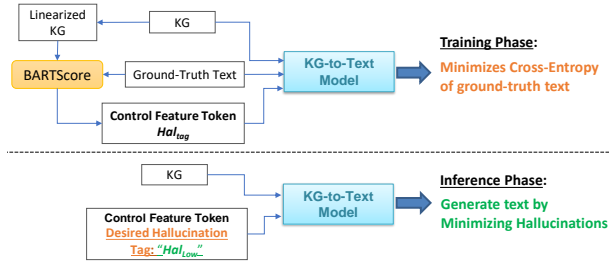 Linearized
KG
KG
BARTScore
Ground-Truth Text
Control Feature Token
Hal_tag
KG-to-Text
Model
Training Phase:
Minimizes Cross-Entropy
of ground-truth text
KG
Control Feature Token
Desired Hallucination
Tag: “Hal_Low”
KG-to-Text
Model
Inference Phase:
Generate text by
Minimizing Hallucinations